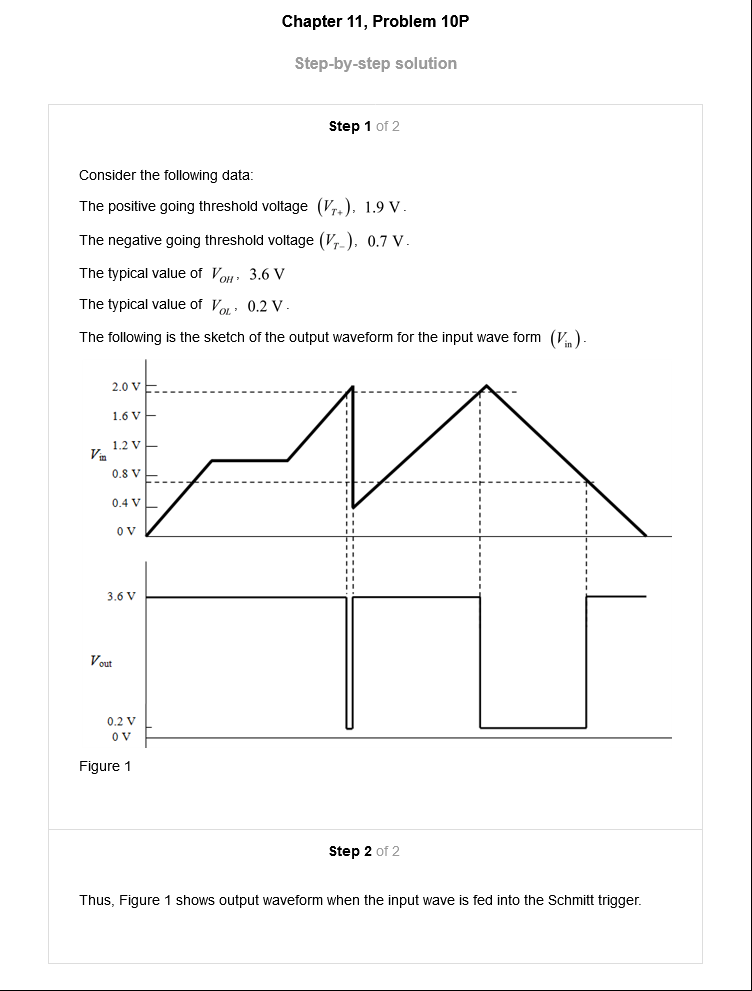 Chapter 11, Problem 10P
Step-by-step solution
Step 1 of 2
Consider the following data:
The positive going threshold voltage (V_{T+}), 1.9 V.
The negative going threshold voltage (V_{T−}), 0.7 V.
The typical value of V_{OH}, 3.6 V
The typical value of V_{OL}, 0.2 V.
The following is the sketch of the output waveform for the input wave form (V_{in}).
2.0 V
1.6 V
1.2 V
V_{in}
0.8 V
0.4 V
0 V
3.6 V
V_{out}
0.2 V
0 V
Figure 1
Step 2 of 2
Thus, Figure 1 shows output waveform when the input wave is fed into the Schmitt trigger.